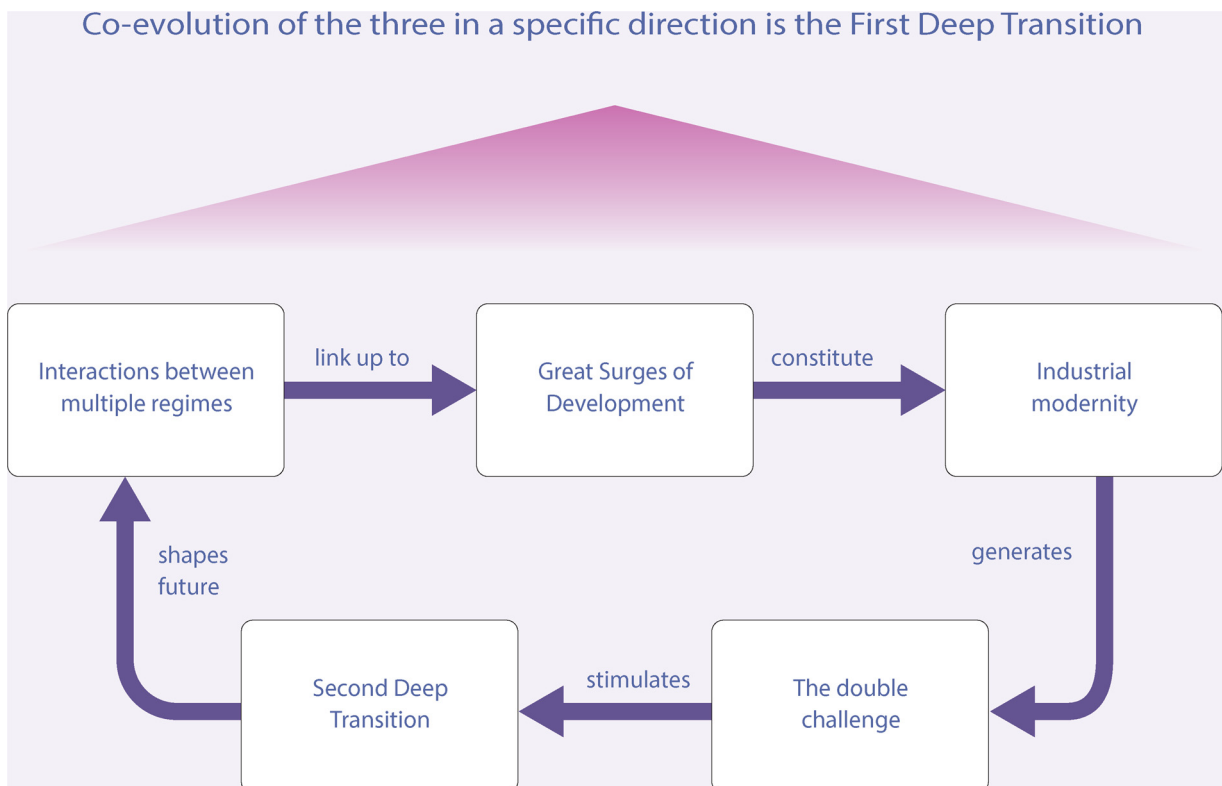 Co-evolution of the three in a specific direction is the First Deep Transition
Interactions between
multiple regimes
link up to
Great Surges of
Development
constitute
Industrial
modernity
generates
The double
challenge
stimulates
Second Deep
Transition
shapes
future